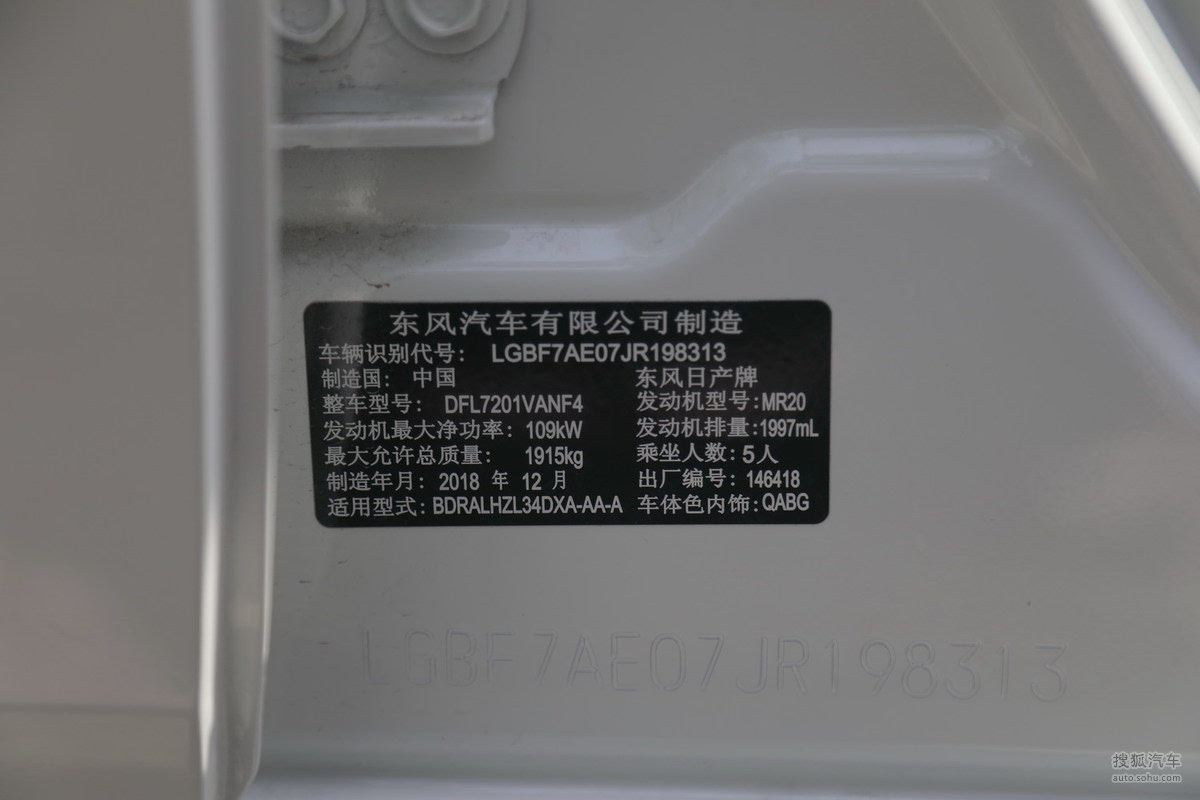 东风汽车有限公司制造
车辆识别代号: LGBF7AE07JR198313
制造国: 中国 东风日产牌
整车型号: DFL7201VANF4 发动机型号:MR20
发动机最大净功率: 109kW 发动机排量:1997mL
最大允许总质量: 1915kg 乘坐人数:5人
制造年月: 2018 年 12 月 出厂编号: 146418
适用型式:BDRALHZL34DXA-AA-A 车体色内饰:QABG
LGBF7AE07JR198313
搜狐汽车
auto.sohu.com